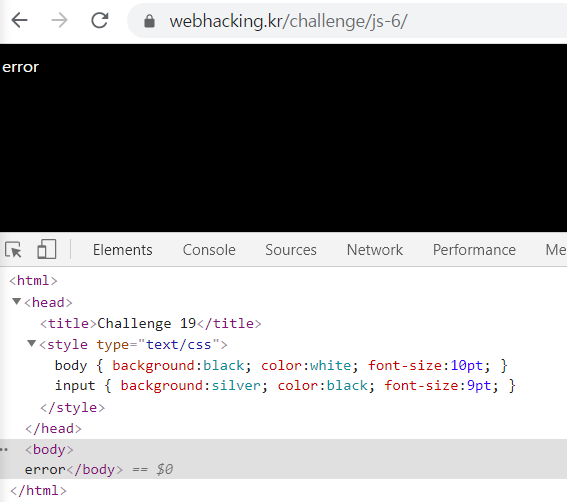 webhacking.kr/challenge/js-6/
error
Elements Console Sources Network Performance Me
<html>
<head>
<title>Challenge 19</title>
<style type="text/css">
body { background:black; color:white; font-size:10pt; }
input { background:silver; color:black; font-size:9pt; }
</style>
</head>
<body>
error</body> == $0
</html>